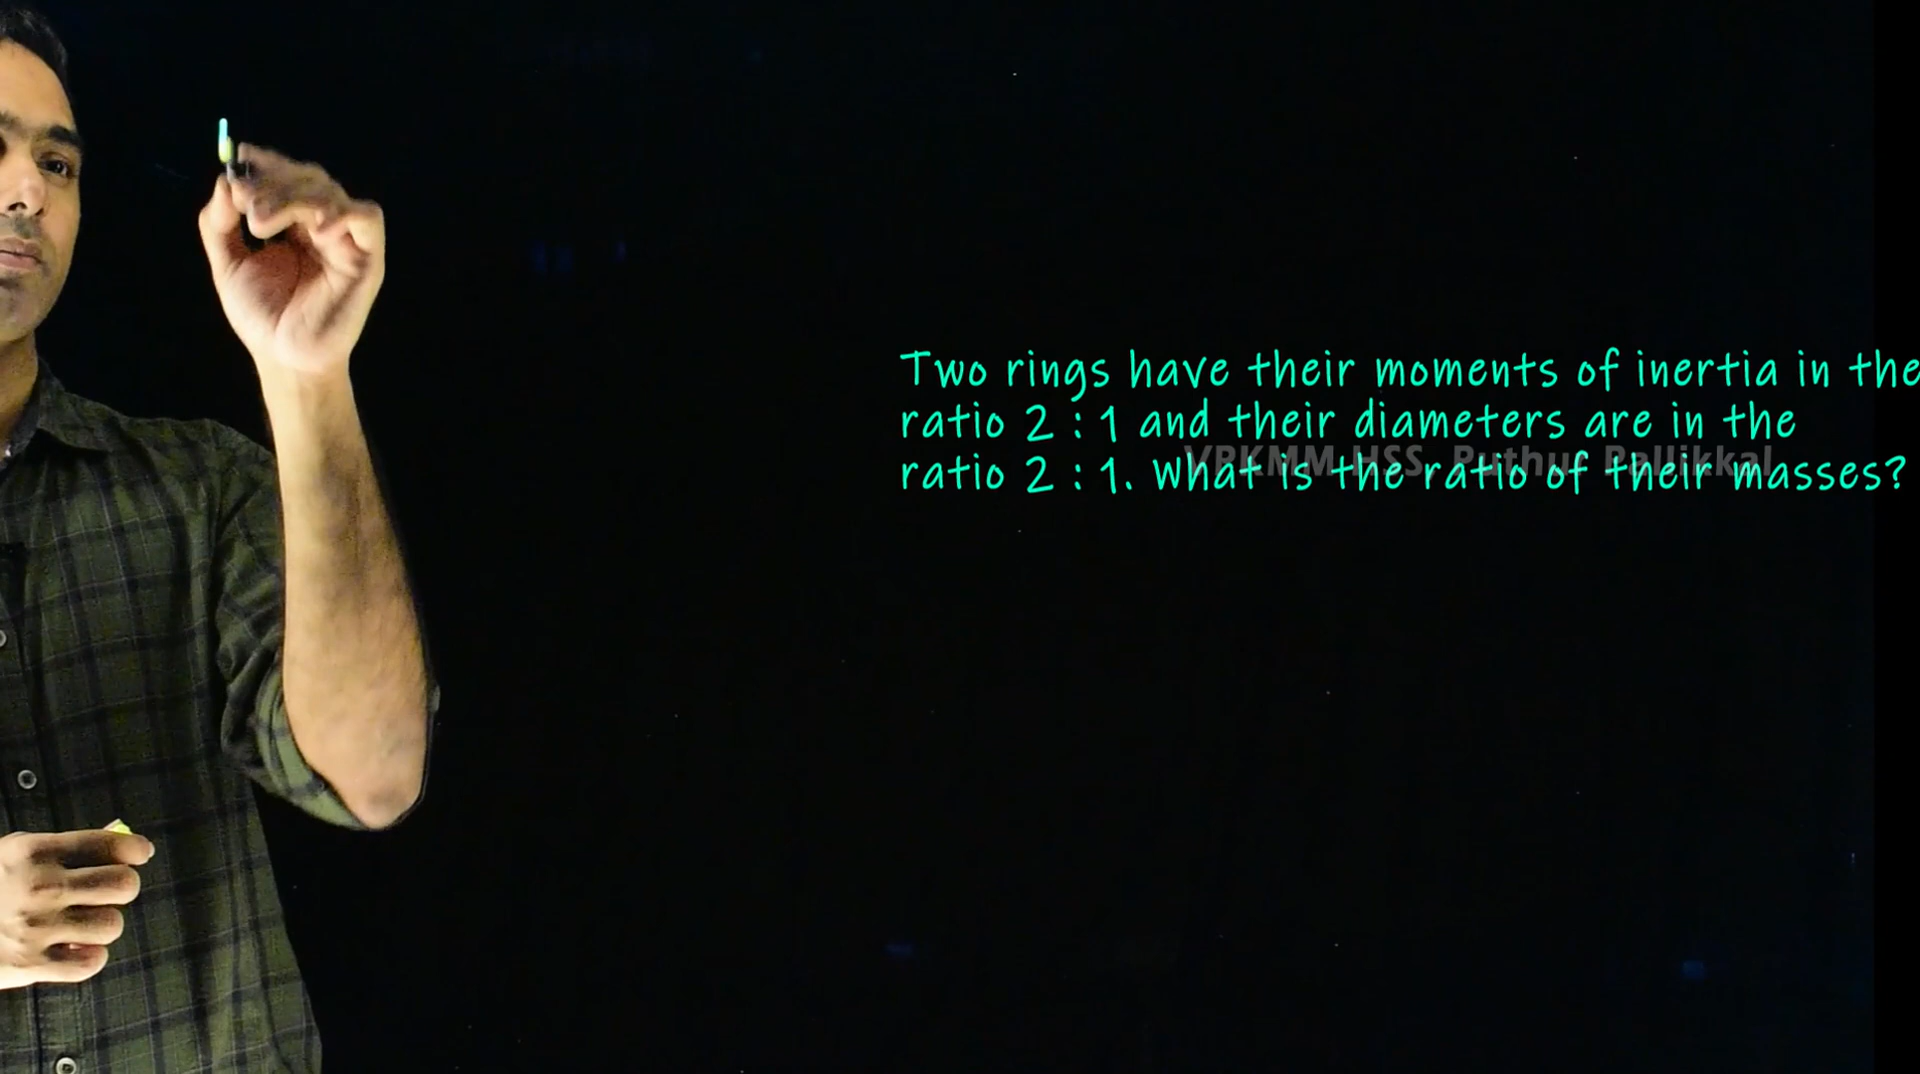 Two rings have their moments of inertia in the
ratio 2 : 1 and their diameters are in the
ratio 2 : 1. What is the ratio of their masses?
VPKMM HSS, Puthur Pallikkal